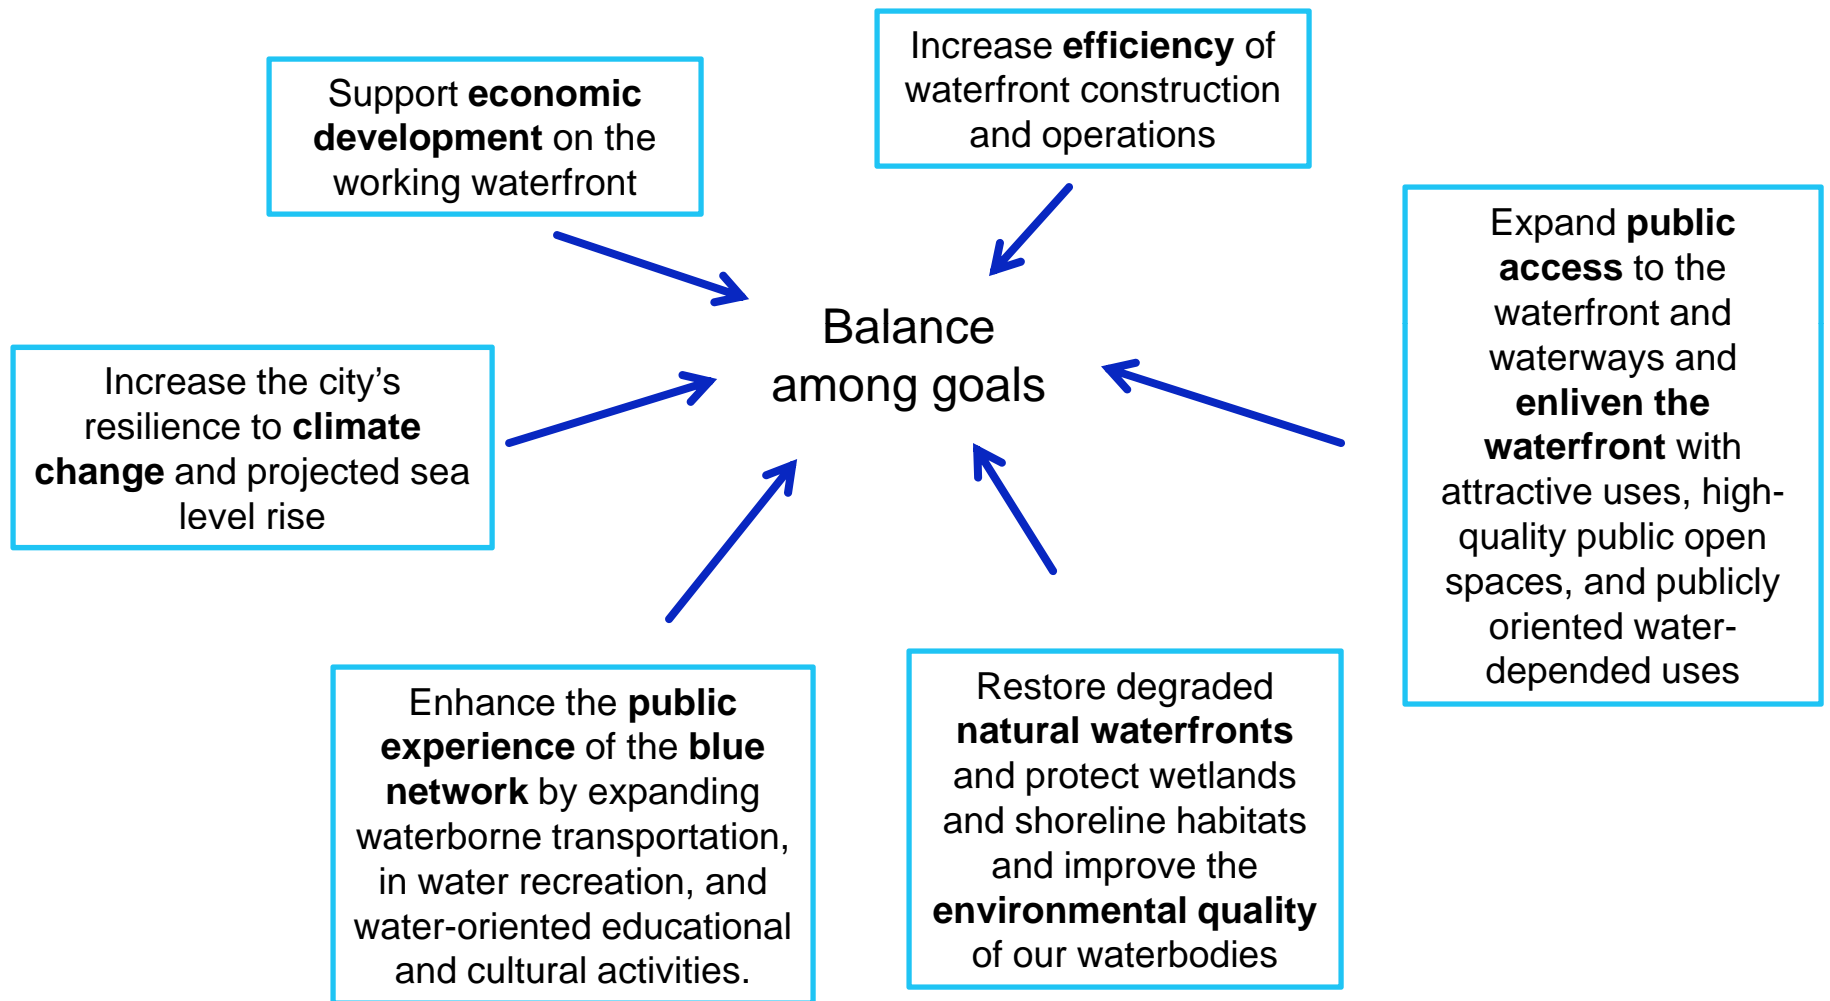 Support economic
development on the
working waterfront
Increase efficiency of
waterfront construction
and operations
Expand public
access to the
waterfront and
waterways and
enliven the
waterfront with
attractive uses, high-
quality public open
spaces, and publicly
oriented water-
depended uses
Balance
among goals
Increase the city’s
resilience to climate
change and projected sea
level rise
Enhance the public
experience of the blue
network by expanding
waterborne transportation,
in water recreation, and
water-oriented educational
and cultural activities.
Restore degraded
natural waterfronts
and protect wetlands
and shoreline habitats
and improve the
environmental quality
of our waterbodies